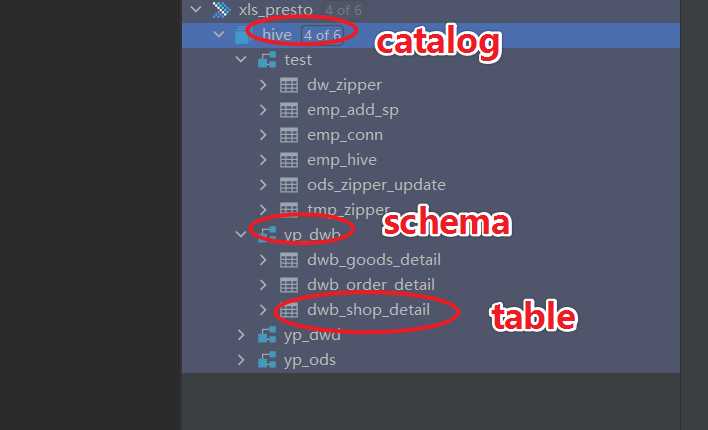 xls_presto 4 of 6
hive 4 of 6 catalog
test
dw_zipper
emp_add_sp
emp_conn
emp_hive
ods_zipper_update
tmp_zipper
yp_dwb schema
dwb_goods_detail
dwb_order_detail
dwb_shop_detail table
yp_dwd
yp_ods